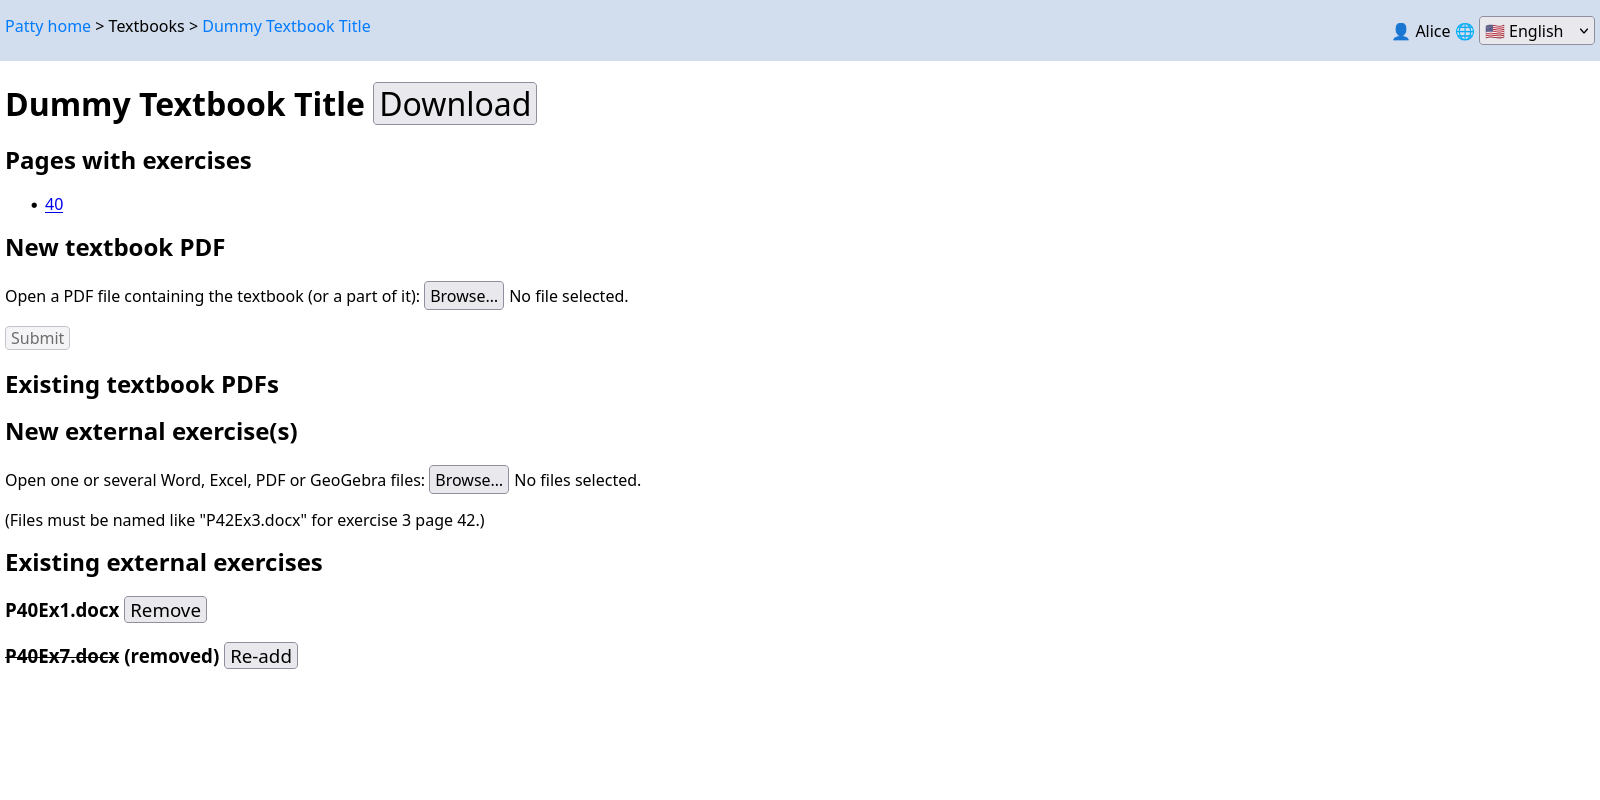 Patty home > Textbooks > Dummy Textbook Title
Alice English
Dummy Textbook Title Download
Pages with exercises
• 40
New textbook PDF
Open a PDF file containing the textbook (or a part of it): Browse... No file selected.
Submit
Existing textbook PDFs
New external exercise(s)
Open one or several Word, Excel, PDF or GeoGebra files: Browse... No files selected.
(Files must be named like "P42Ex3.docx" for exercise 3 page 42.)
Existing external exercises
P40Ex1.docx Remove
P40Ex7.docx (removed) Re-add